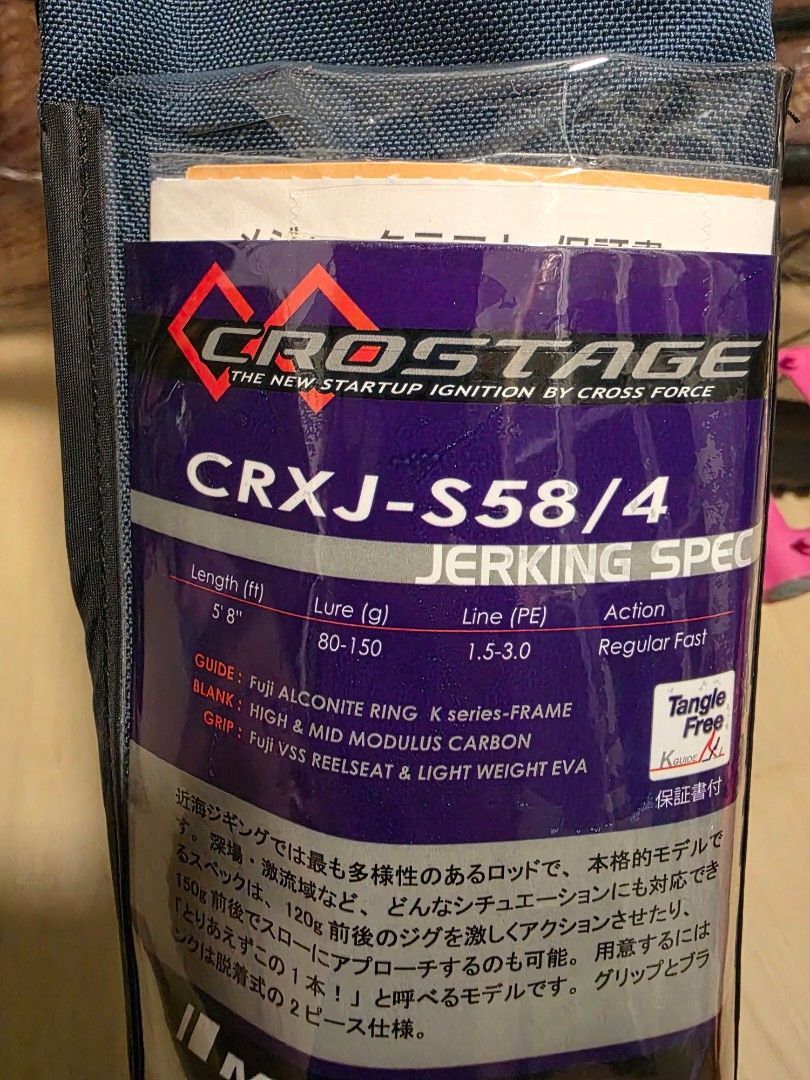 CROSTAGE
THE NEW STARTUP IGNITION BY CROSS FORCE
CRXJ-S58/4
JERKING SPEC
Length (ft) Lure (g) Line (PE) Action
5'8" 80-150 1.5-3.0 Regular Fast
GUIDE : Fuji ALCONITE RING K series-FRAME
BLANK : HIGH & MID MODULUS CARBON
GRIP : Fuji VSS REELSEAT & LIGHT WEIGHT EVA
Tangle
Free
K GUIDE
保証書付
近海ジギングでは最も多様性のあるロッドで、本格的モデルで
す。深場・激流域など、どんなシチュエーションにも対応でき
るスペックは、120g前後のジグを激しくアクションさせたり、
150g前後でスローにアプローチするのも可能。用意するには
「とりあえずこの1本！」と呼べるモデルです。グリップとブラ
ンクは脱着式の2ピース仕様。